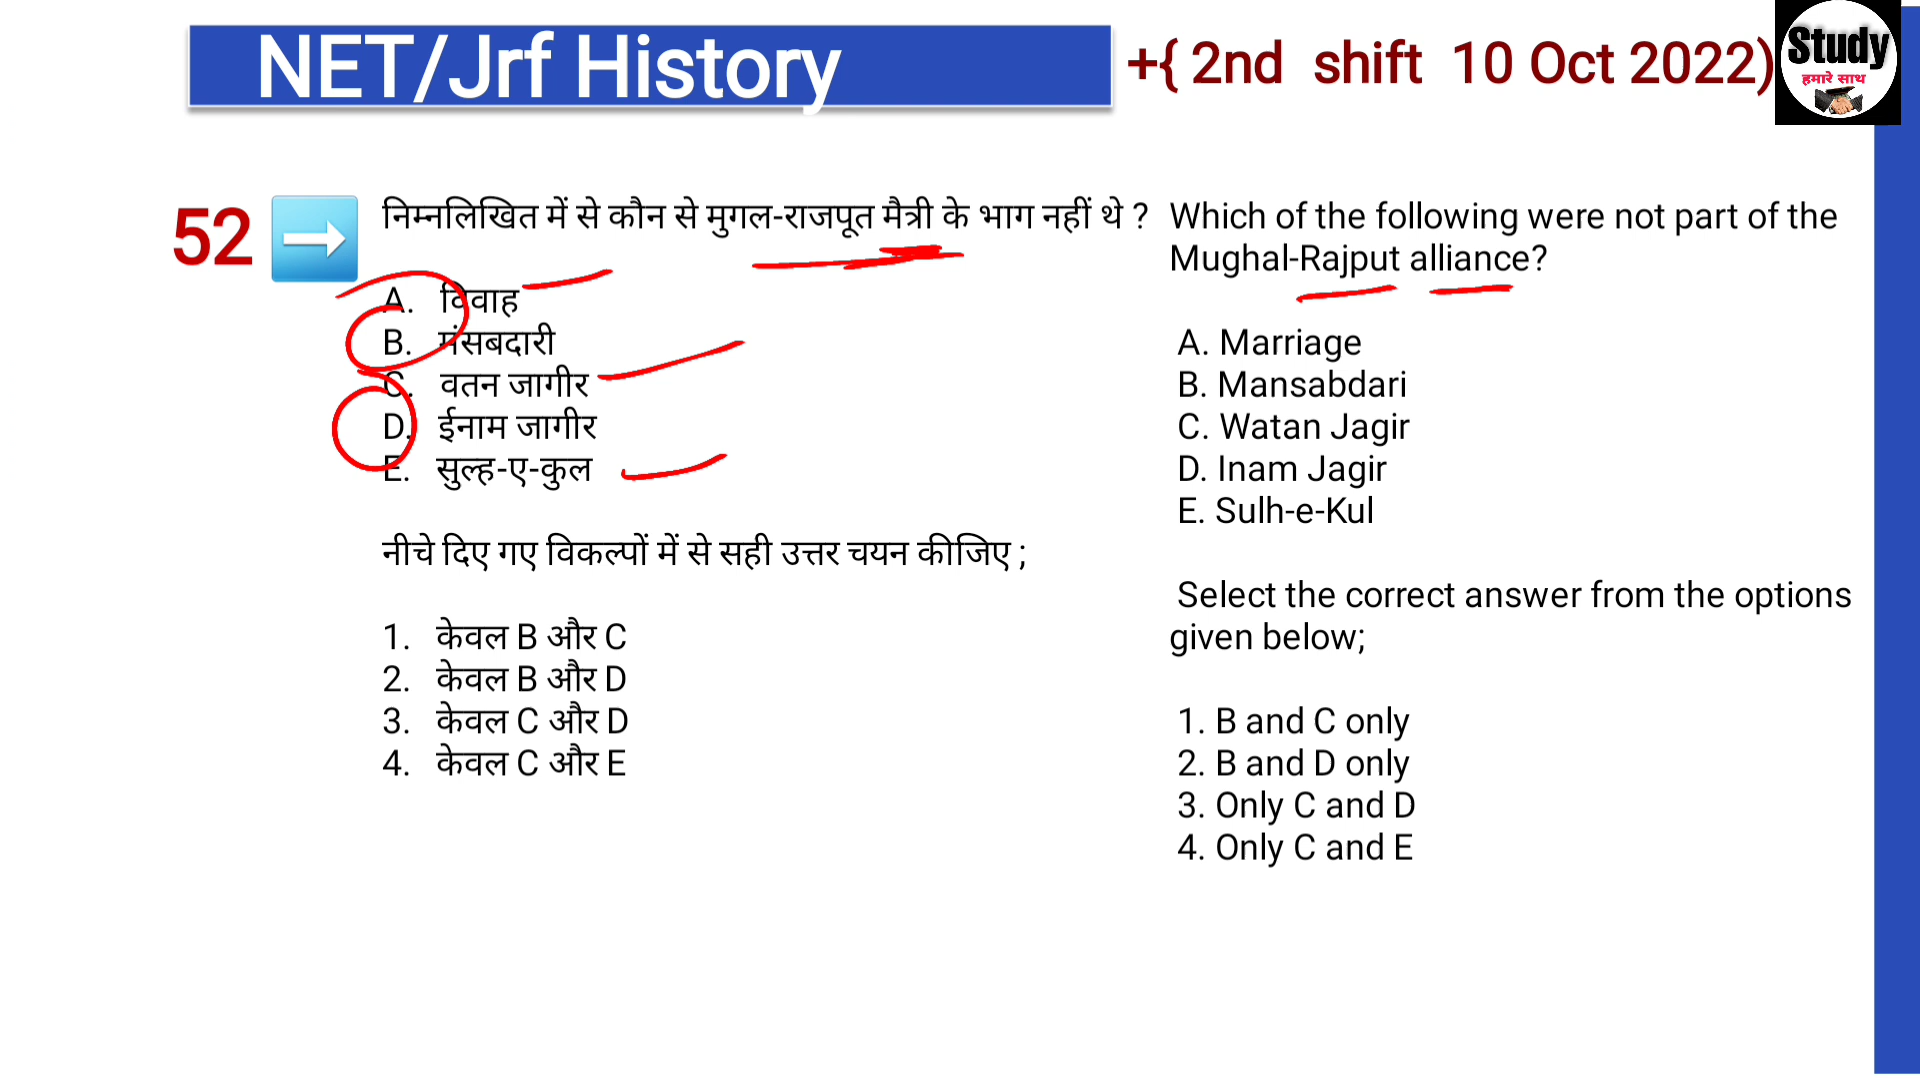 NET/Jrf History
+{ 2nd shift 10 Oct 2022)
Study
हमारे साथ
52
निम्नलिखित में से कौन से मुगल-राजपूत मैत्री के भाग नहीं थे ?
A. विवाह
B. मंसबदारी
C. वतन जागीर
D. ईनाम जागीर
E. सुल्ह-ए-कुल
नीचे दिए गए विकल्पों में से सही उत्तर चयन कीजिए ;
1. केवल B और C
2. केवल B और D
3. केवल C और D
4. केवल C और E
Which of the following were not part of the
Mughal-Rajput alliance?
A. Marriage
B. Mansabdari
C. Watan Jagir
D. Inam Jagir
E. Sulh-e-Kul
Select the correct answer from the options
given below;
1. B and C only
2. B and D only
3. Only C and D
4. Only C and E